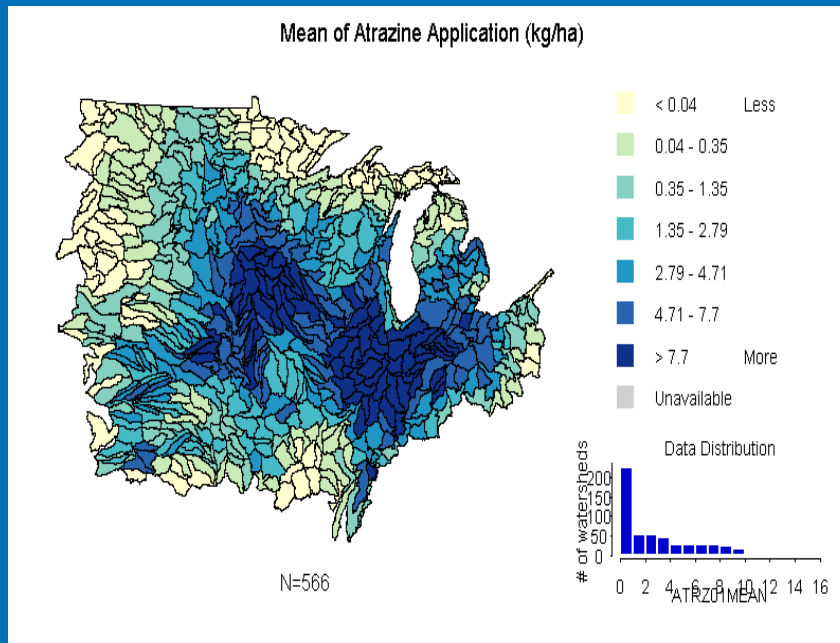 Mean of Atrazine Application (kg/ha)
< 0.04 Less
0.04 - 0.35
0.35 - 1.35
1.35 - 2.79
2.79 - 4.71
4.71 - 7.7
> 7.7 More
Unavailable
Data Distribution
# of watersheds
200
150
100
50
0
0 2 4 6 8 10 12 14 16
ATRZ01MEAN
N=566